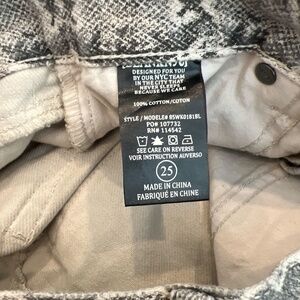 DESIGNED FOR YOU
BY OUR NYC TEAM
IN THE CITY THAT
NEVER SLEEPS
BECAUSE WE CARE
100% COTTON/COTON
STYLE / MODELE# 95WK0181BL
PO# 107732
RN# 114542
SEE CARE ON REVERSE
VOIR INSTRUCTION AUVERSO
25
MADE IN CHINA
FABRIQUÉ EN CHINE